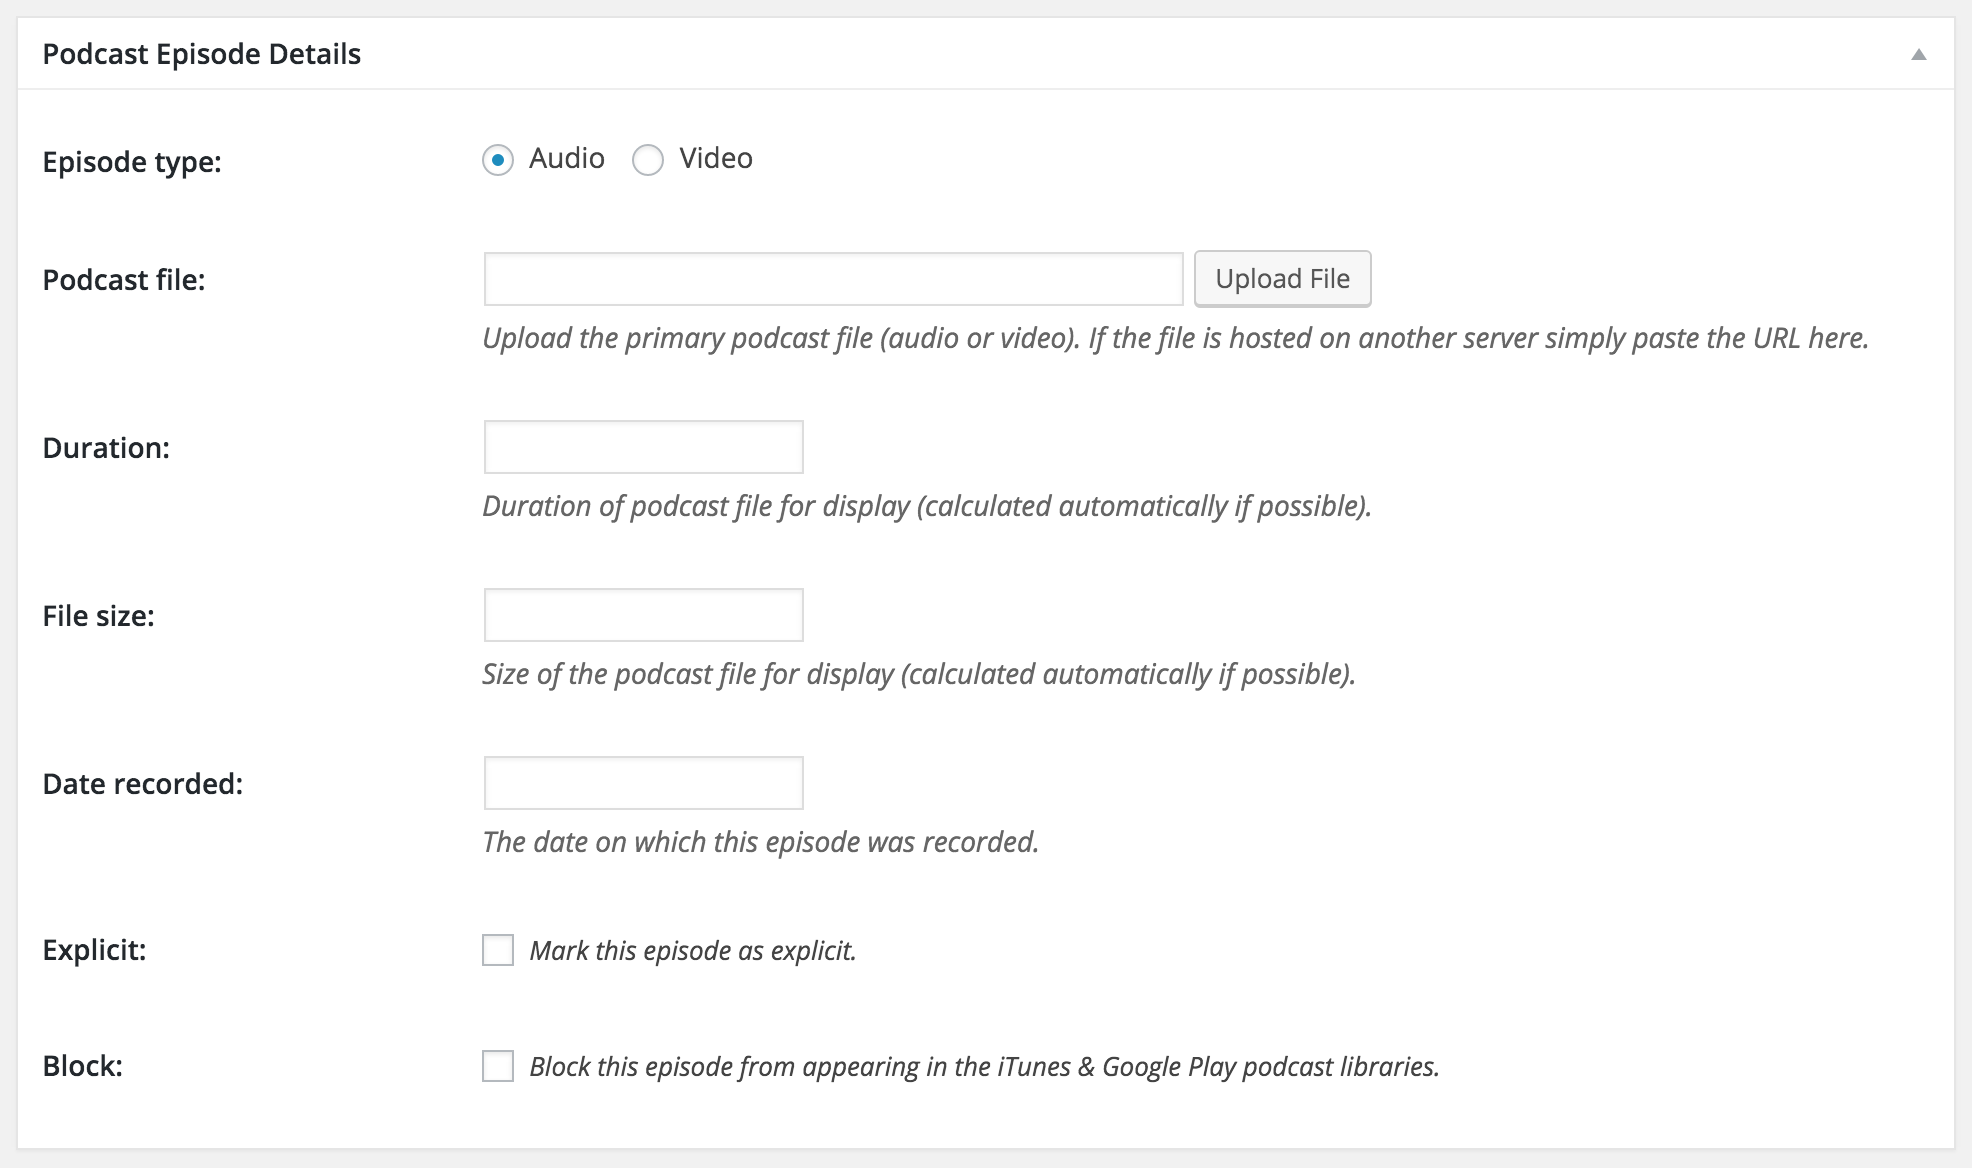 Podcast Episode Details
Episode type: Audio Video
Podcast file: Upload File
Upload the primary podcast file (audio or video). If the file is hosted on another server simply paste the URL here.
Duration:
Duration of podcast file for display (calculated automatically if possible).
File size:
Size of the podcast file for display (calculated automatically if possible).
Date recorded:
The date on which this episode was recorded.
Explicit: Mark this episode as explicit.
Block: Block this episode from appearing in the iTunes & Google Play podcast libraries.